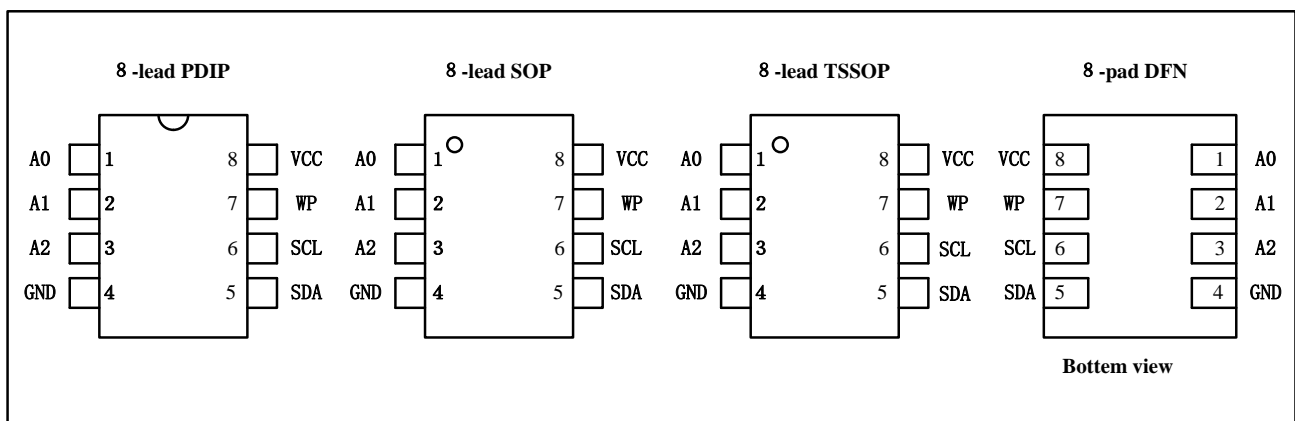 8 -lead PDIP
A0 1 8 VCC
A1 2 7 WP
A2 3 6 SCL
GND 4 5 SDA
8 -lead SOP
A0 1 8 VCC
A1 2 7 WP
A2 3 6 SCL
GND 4 5 SDA
8 -lead TSSOP
A0 1 8 VCC
A1 2 7 WP
A2 3 6 SCL
GND 4 5 SDA
8 -pad DFN
VCC 8 1 A0
WP 7 2 A1
SCL 6 3 A2
SDA 5 4 GND
Bottem view